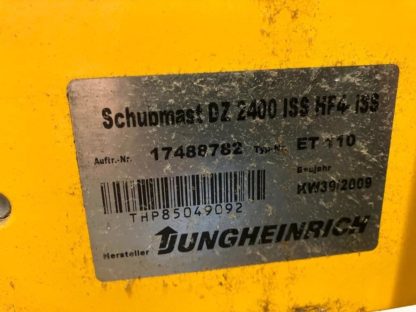 Schubmast DZ 2400 ISS HF4 ISS
Auftr.-Nr. 17488782 Typ-Nr. ET 110
Baujahr
KW39/2009
THP85049092
Hersteller JUNGHEINRICH